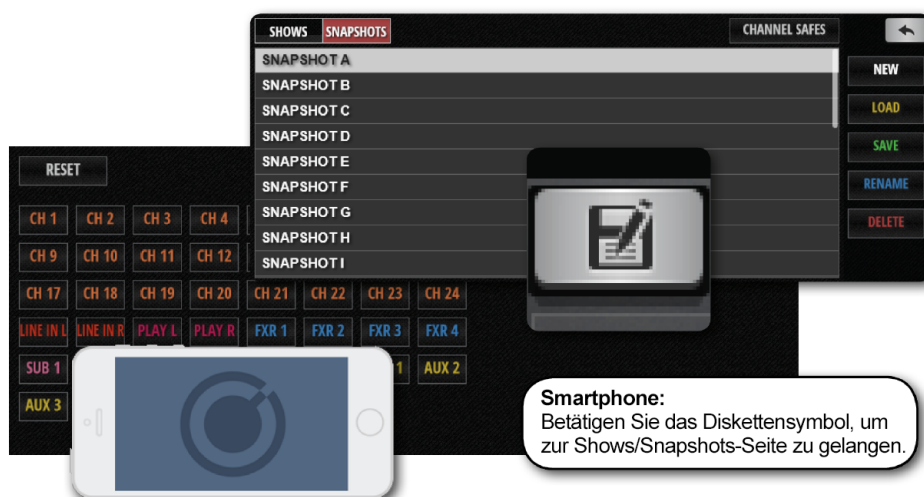 SHOWS SNAPSHOTS CHANNEL SAFES
SNAPSHOT A
SNAPSHOT B
SNAPSHOT C
SNAPSHOT D
SNAPSHOT E
SNAPSHOT F
SNAPSHOT G
SNAPSHOT H
SNAPSHOT I
NEW
LOAD
SAVE
RENAME
DELETE
RESET
CH 1 CH 2 CH 3 CH 4
CH 9 CH 10 CH 11 CH 12
CH 17 CH 18 CH 19 CH 20 CH 21 CH 22 CH 23 CH 24
LINE IN L LINE IN R PLAY L PLAY R FXR 1 FXR 2 FXR 3 FXR 4
SUB 1 1 AUX 2
AUX 3
Smartphone:
Betätigen Sie das Diskettensymbol, um
zur Shows/Snapshots-Seite zu gelangen.